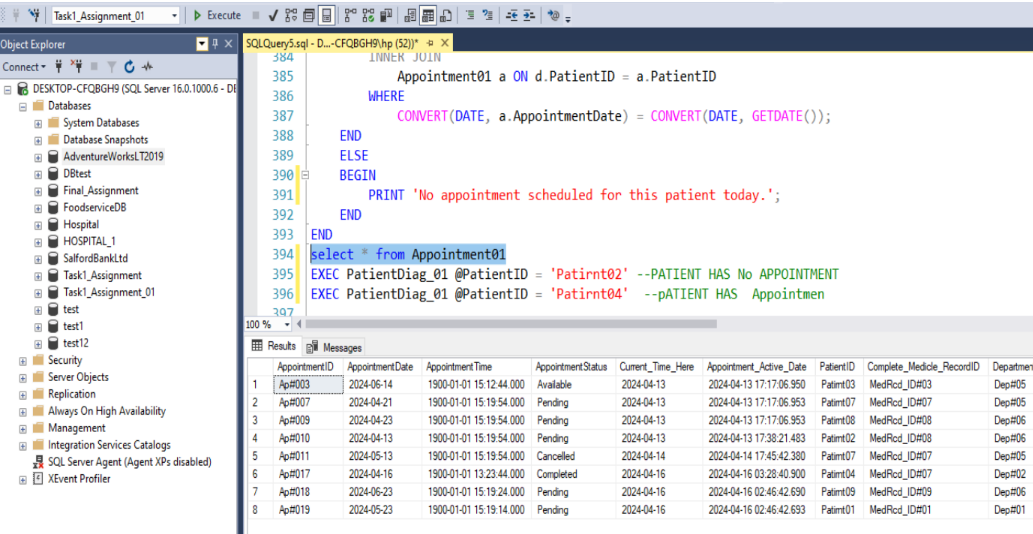 Task1_Assignment_01 Execute
Object Explorer
SQLQuery5.sql - D...-CFQBGH9\hp (52))*
Connect
DESKTOP-CFQBGH9 (SQL Server 16.0.1000.6 - DE
Databases
System Databases
Database Snapshots
AdventureWorksLT2019
DBtest
Final_Assignment
FoodserviceDB
Hospital
HOSPITAL_1
SalfordBankLtd
Task1_Assignment
Task1_Assignment_01
test
test1
test12
Security
Server Objects
Replication
Always On High Availability
Management
Integration Services Catalogs
SQL Server Agent (Agent XPs disabled)
XEvent Profiler
384 INNER JOIN
385 Appointment01 a ON d.PatientID = a.PatientID
386 WHERE
387 CONVERT(DATE, a.AppointmentDate) = CONVERT(DATE, GETDATE());
388 END
389 ELSE
390 BEGIN
391 PRINT 'No appointment scheduled for this patient today.';
392 END
393 END
394 select * from Appointment01
395 EXEC PatientDiag_01 @PatientID = 'Patirnt02' --PATIENT HAS No APPOINTMENT
396 EXEC PatientDiag_01 @PatientID = 'Patirnt04' --pATIENT HAS Appointmen
397
100 %
Results Messages
AppointmentID AppointmentDate AppointmentTime AppointmentStatus Current_Time_Here Appointment_Active_Date PatientID Complete_Medicle_RecordID Departmen
1 Ap#003 2024-06-14 1900-01-01 15:12:44.000 Available 2024-04-13 2024-04-13 17:17:06.950 Patirnt03 MedRcd_ID#03 Dep#05
2 Ap#007 2024-04-21 1900-01-01 15:19:54.000 Pending 2024-04-13 2024-04-13 17:17:06.953 Patirnt07 MedRcd_ID#07 Dep#05
3 Ap#009 2024-04-23 1900-01-01 15:19:54.000 Pending 2024-04-13 2024-04-13 17:17:06.953 Patirnt08 MedRcd_ID#08 Dep#06
4 Ap#010 2024-04-13 1900-01-01 15:19:54.000 Pending 2024-04-13 2024-04-13 17:38:21.483 Patirnt02 MedRcd_ID#08 Dep#06
5 Ap#011 2024-05-13 1900-01-01 15:19:54.000 Cancelled 2024-04-14 2024-04-14 17:45:42.380 Patirnt07 MedRcd_ID#07 Dep#05
6 Ap#017 2024-04-16 1900-01-01 13:23:44.000 Completed 2024-04-16 2024-04-16 03:28:40.900 Patirnt04 MedRcd_ID#07 Dep#02
7 Ap#018 2024-06-23 1900-01-01 15:19:24.000 Pending 2024-04-16 2024-04-16 02:46:42.690 Patirnt09 MedRcd_ID#09 Dep#06
8 Ap#019 2024-05-23 1900-01-01 15:19:14.000 Pending 2024-04-16 2024-04-16 02:46:42.693 Patirnt01 MedRcd_ID#01 Dep#01